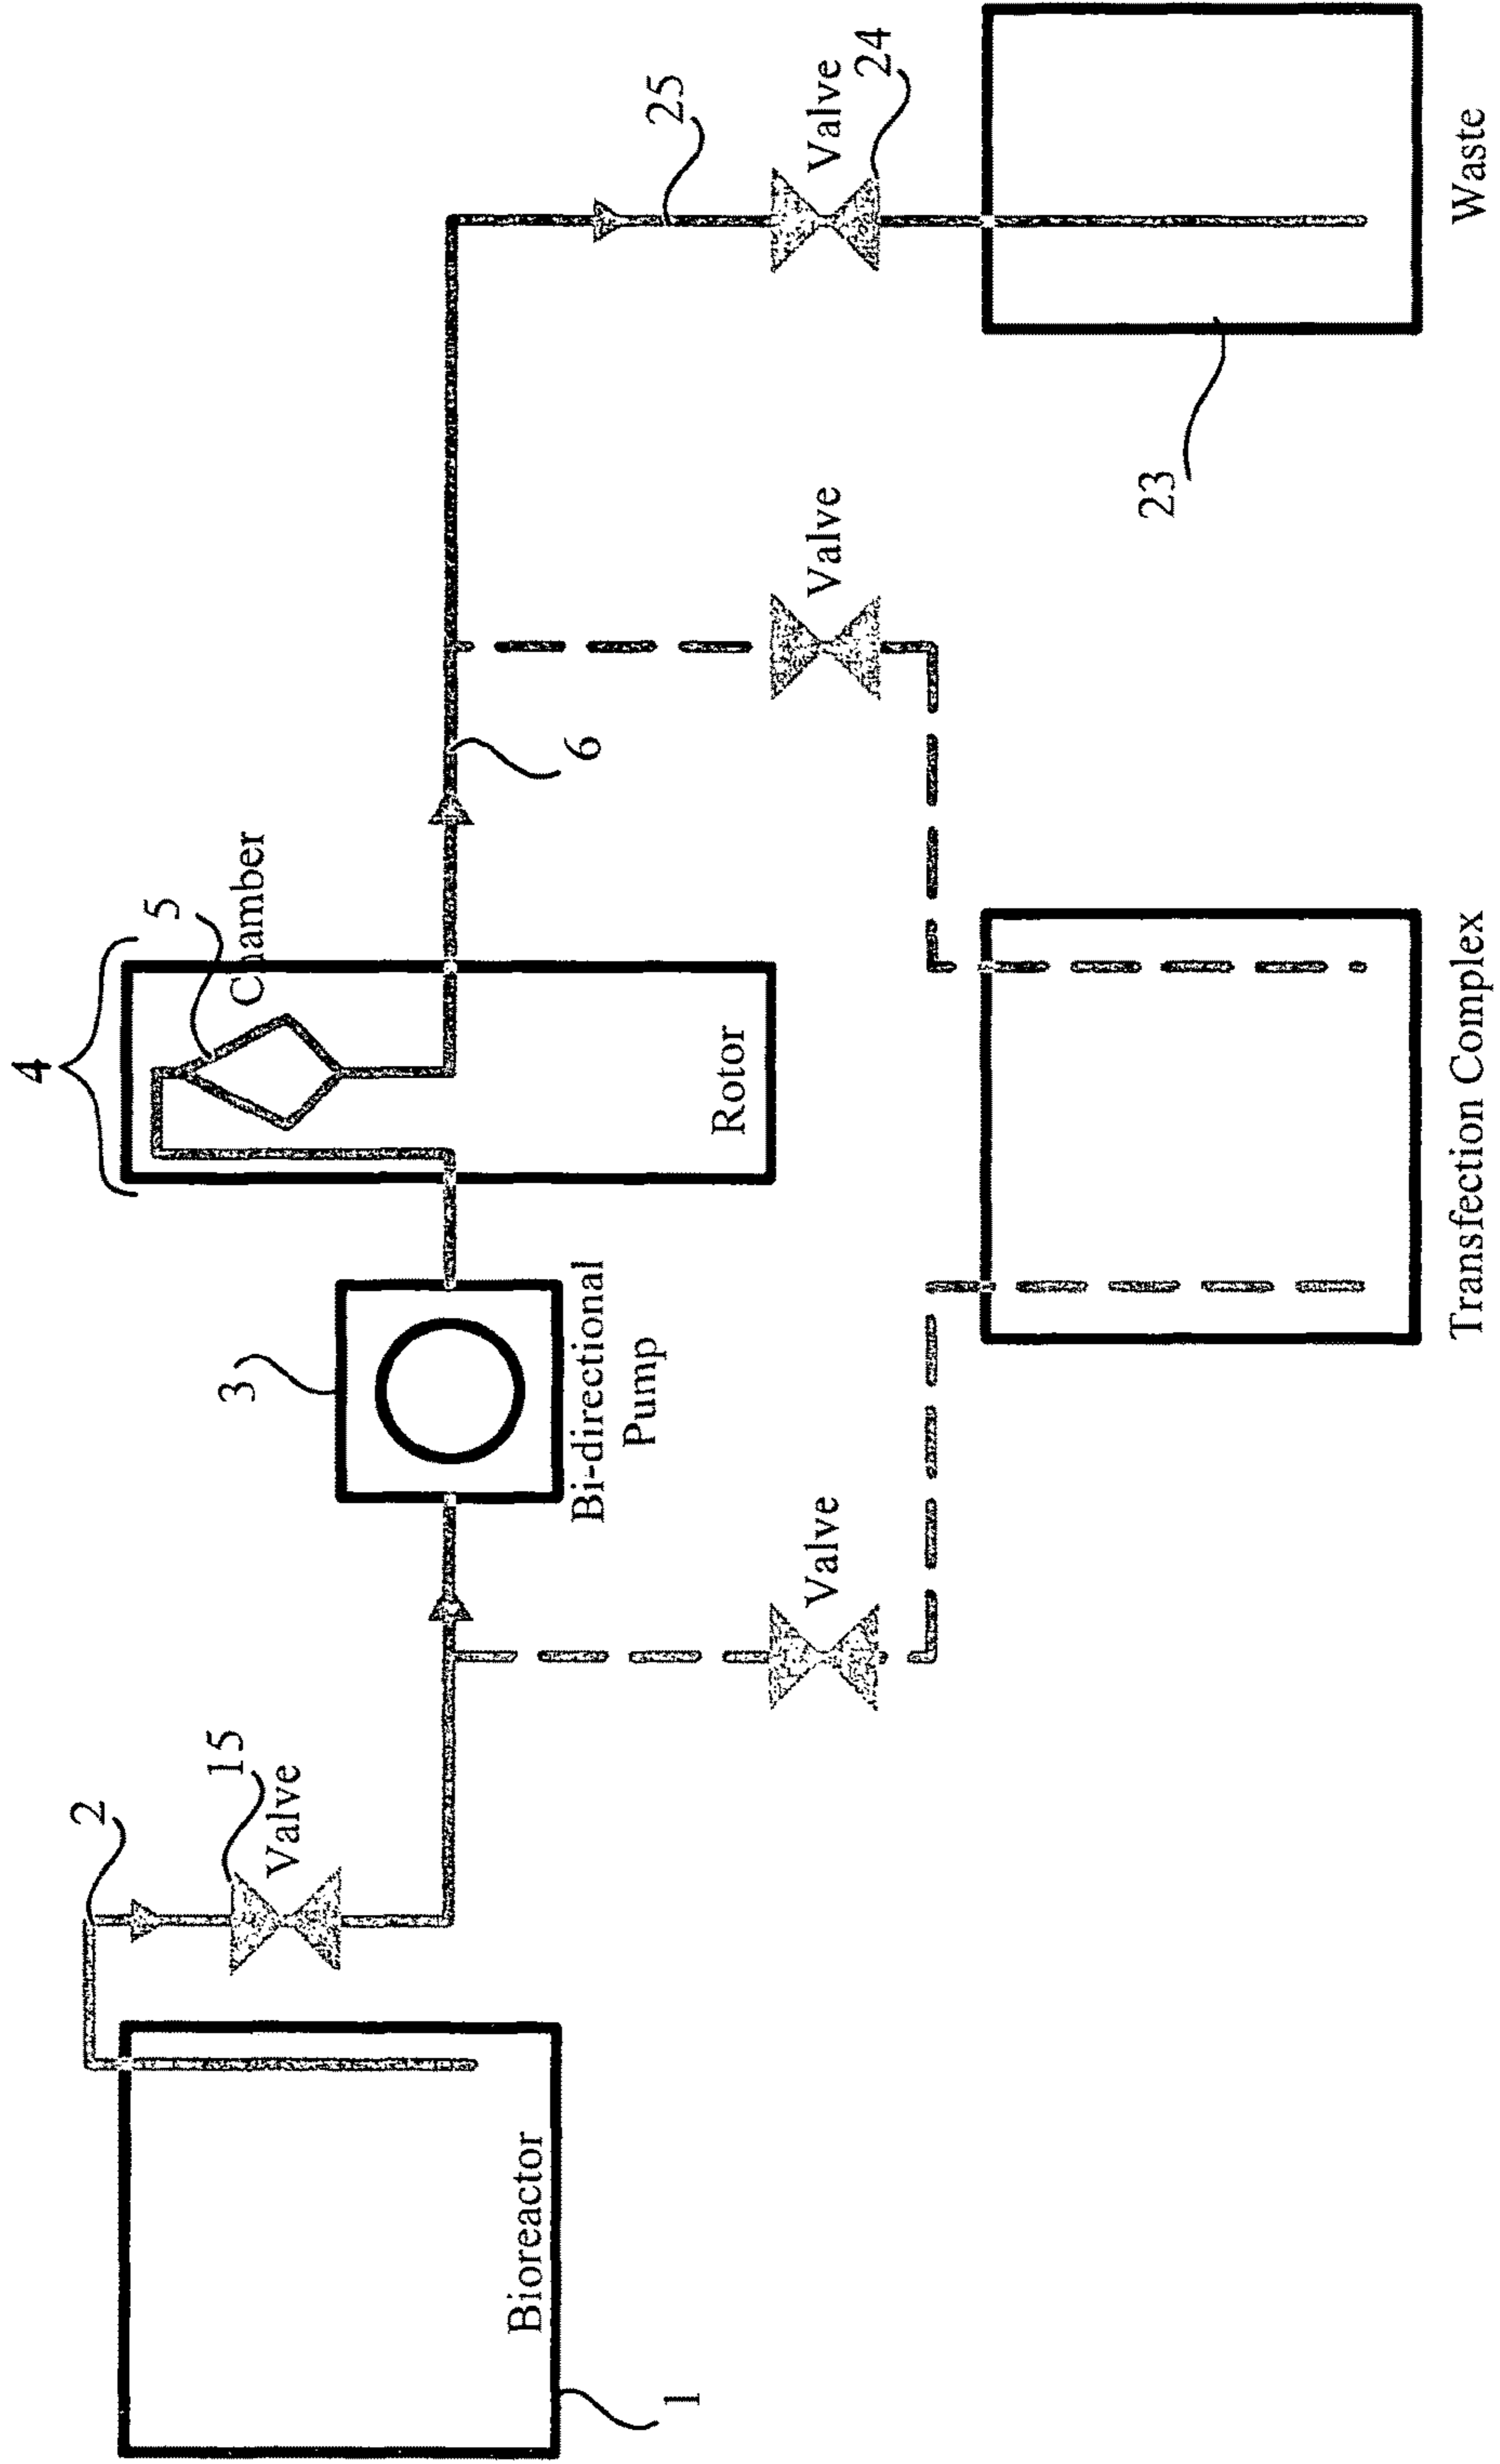 4
5
Chamber
Rotor
3
Bi-directional
Pump
2
15
Valve
Bioreactor
1
6
25
Valve
24
Valve
Valve
23
Transfection Complex
Waste